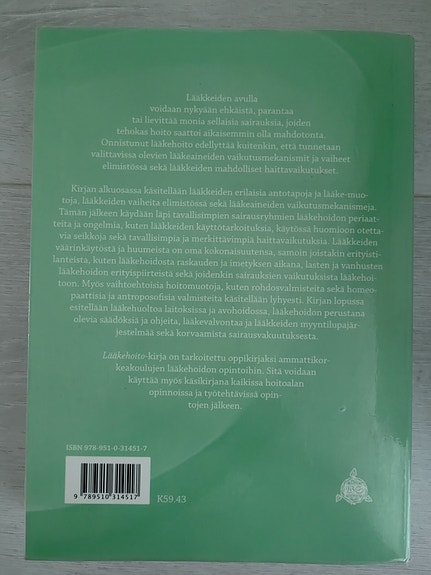 Lääkkeiden avulla
voidaan nykyään ehkäistä, parantaa
tai lievittää monia sellaisia sairauksia, joiden
tehokas hoito saattoi aikaisemmin olla mahdotonta.
Onnistunut lääkehoito edellyttää kuitenkin, että tunnetaan
valittavissa olevien lääkeaineiden vaikutusmekanismit ja vaiheet
elimistössä sekä lääkkeiden mahdolliset haittavaikutukset.
Kirjan alkuosassa käsitellään lääkkeiden erilaisia antotapoja ja lääke-muo-
toja, lääkkeiden vaiheita elimistössä sekä lääkeaineiden vaikutusmekanismeja.
Tämän jälkeen käydään läpi tavallisimpien sairausryhmien lääkehoidon periaat-
teita ja ongelmia, kuten lääkkeiden käyttötarkoituksia, käytössä huomioon otetta-
via seikkoja sekä tavallisimpia ja merkittävimpiä haittavaikutuksia. Lääkkeiden
väärinkäytöstä ja huumeista on oma kokonaisuutensa, samoin joistakin erityisti-
lanteista, kuten lääkehoidosta raskauden ja imetyksen aikana, lasten ja vanhusten
lääkehoidon erityispiirteistä sekä joidenkin sairauksien vaikutuksista lääkehoi-
toon. Myös vaihtoehtoisia hoitomuotoja, kuten rohdosvalmisteita sekä homeo-
paattisia ja antroposofisia valmisteita käsitellään lyhyesti. Kirjan lopussa
esitellään lääkehuoltoa laitoksissa ja avohoidossa, lääkehoidon perustana
olevia säädöksiä ja ohjeita, lääkevalvontaa ja lääkkeiden myyntilupajär-
jestelmää sekä korvaamista sairausvakuutuksesta.
Lääkehoito-kirja on tarkoitettu oppikirjaksi ammattikor-
keakoulujen lääkehoidon opintoihin. Sitä voidaan
käyttää myös käsikirjana kaikissa hoitoalan
opinnoissa ja työtehtävissä opin-
tojen jälkeen.
ISBN 978-951-0-31451-7
9 789510 314517
K59.43